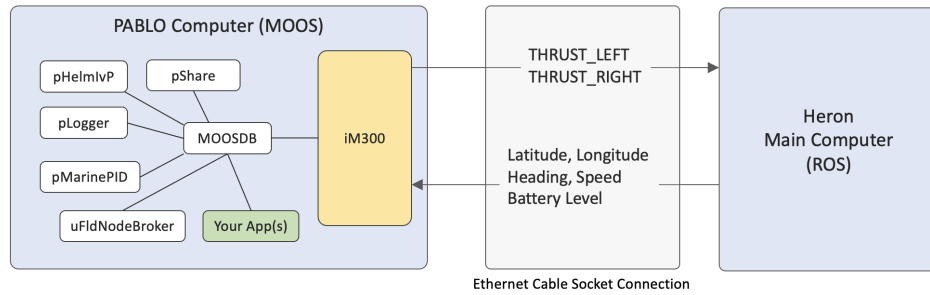 PABLO Computer (MOOS)
pHelmIvP
pShare
pLogger
MOOSDB
pMarinePID
uFldNodeBroker
Your App(s)
iM300
THRUST_LEFT
THRUST_RIGHT
Latitude, Longitude
Heading, Speed
Battery Level
Heron
Main Computer
(ROS)
Ethernet Cable Socket Connection